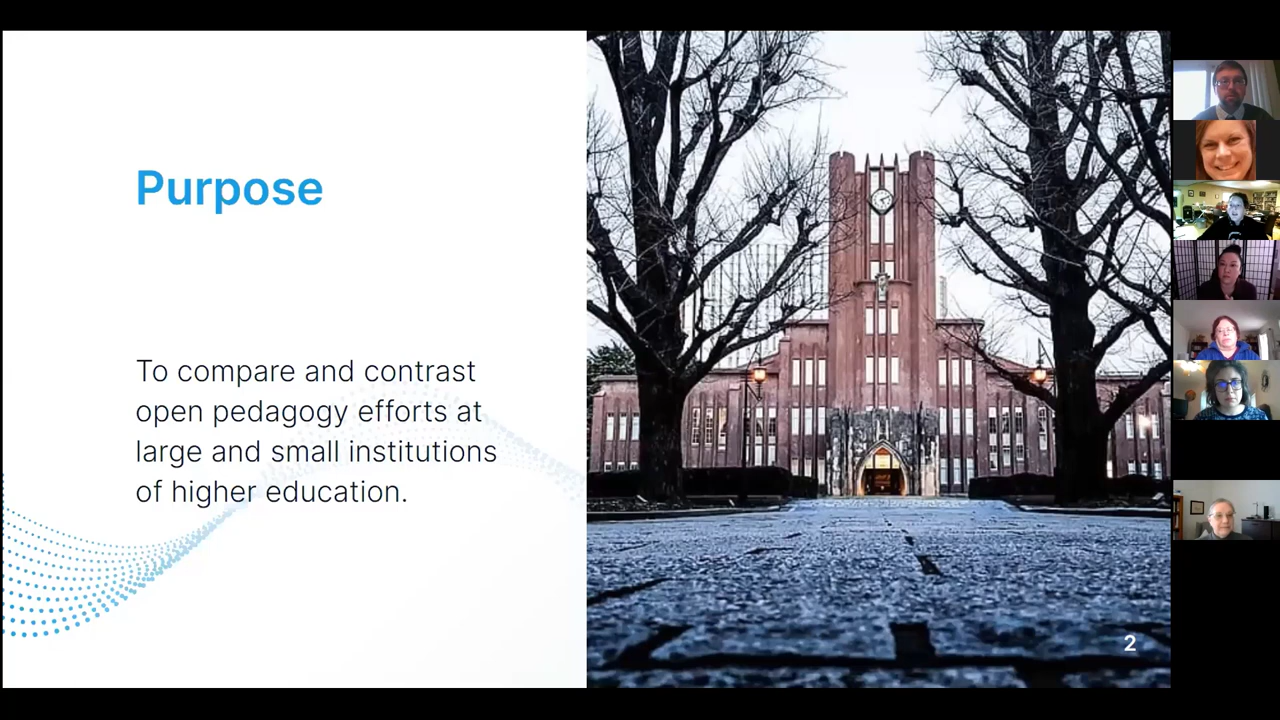 Purpose
To compare and contrast
open pedagogy efforts at
large and small institutions
of higher education.
2